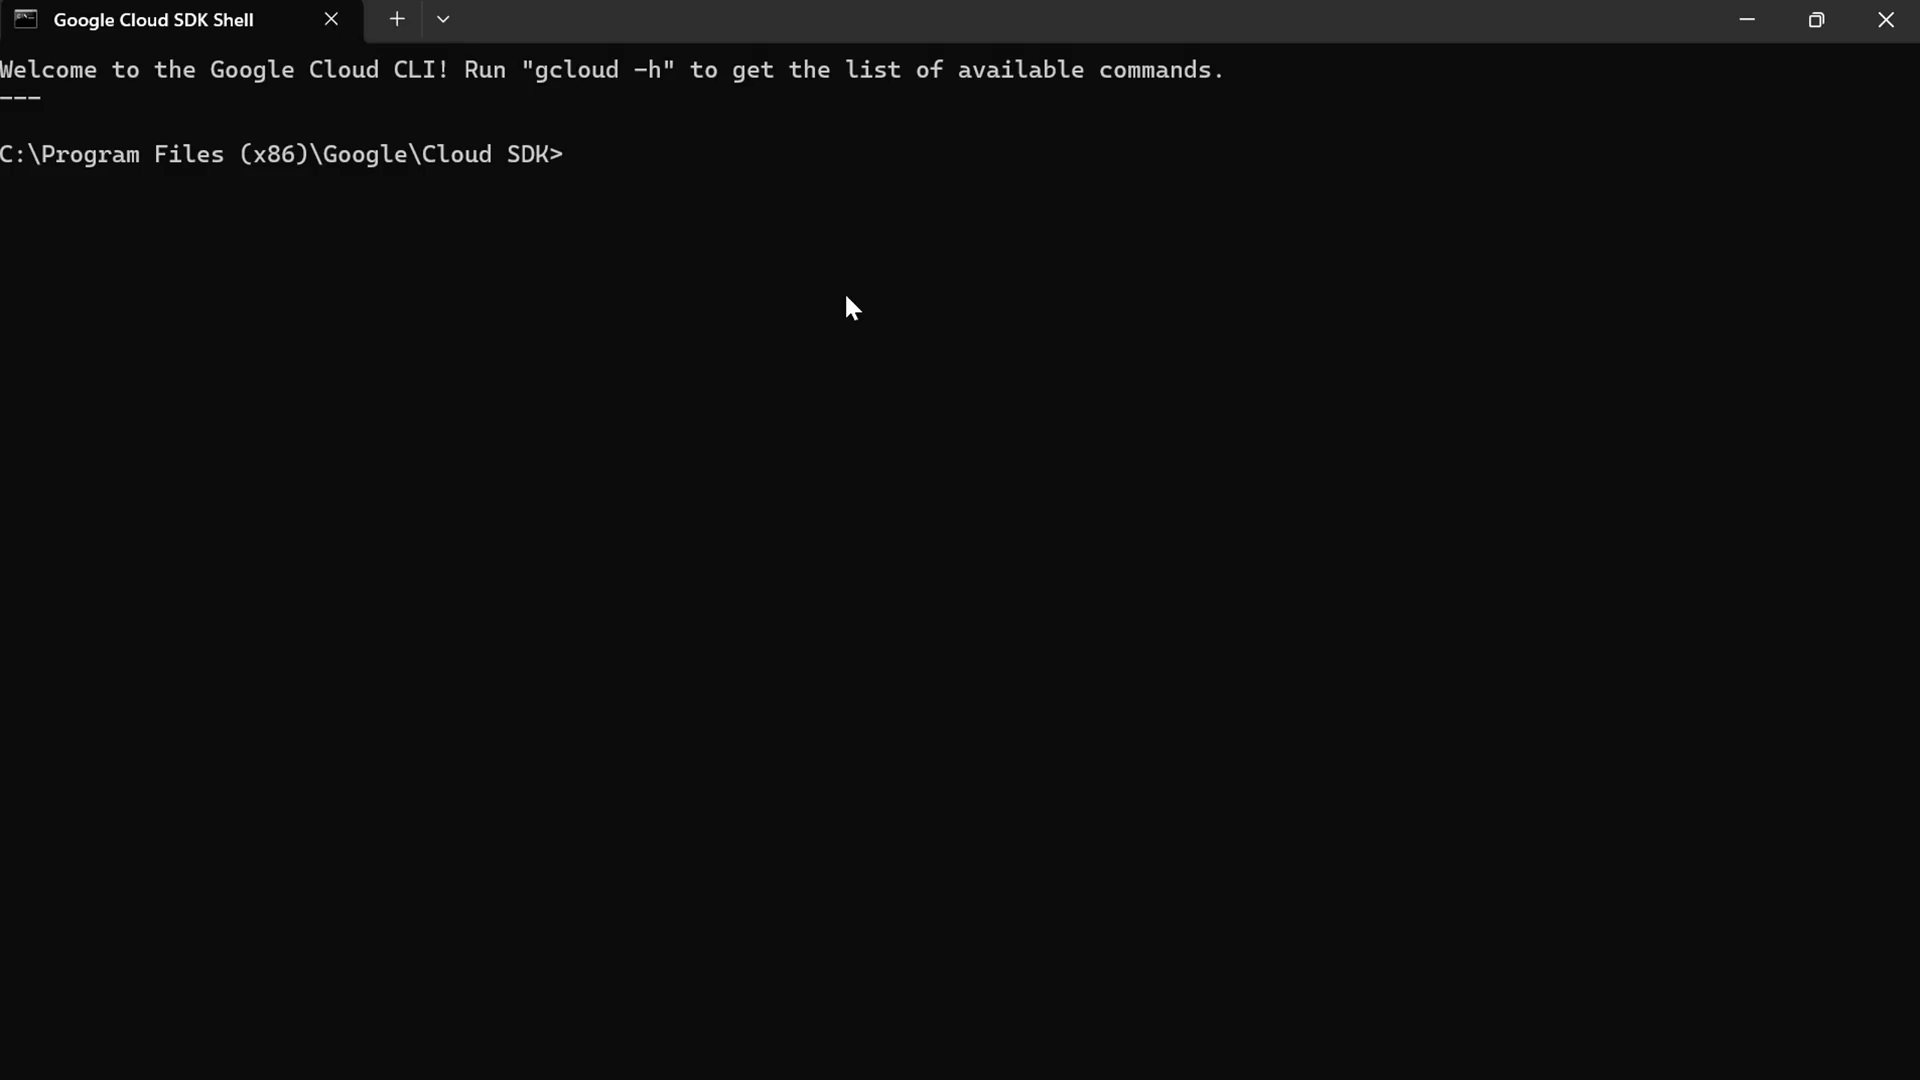 Google Cloud SDK Shell
Welcome to the Google Cloud CLI! Run "gcloud -h" to get the list of available commands.
---
C:\Program Files (x86)\Google\Cloud SDK>